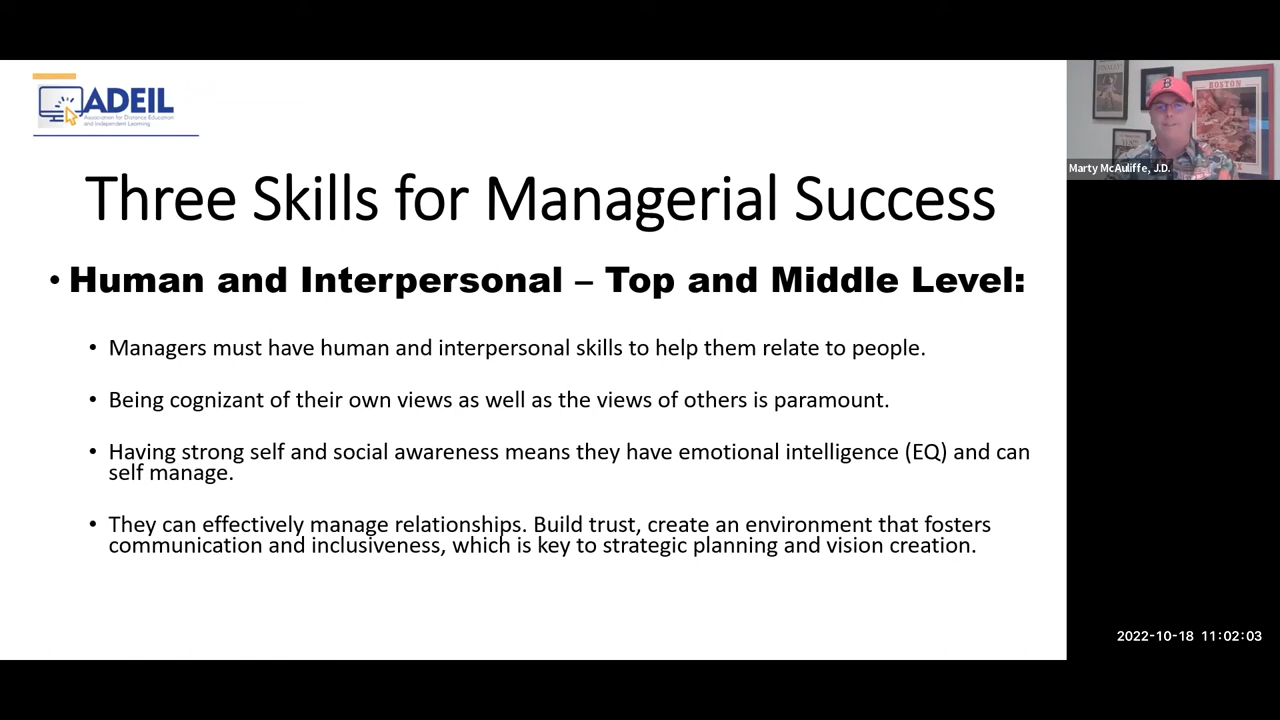 ADEIL
Association for Distance Education
and Independent Learning
Three Skills for Managerial Success
• Human and Interpersonal – Top and Middle Level:
• Managers must have human and interpersonal skills to help them relate to people.
• Being cognizant of their own views as well as the views of others is paramount.
• Having strong self and social awareness means they have emotional intelligence (EQ) and can
self manage.
• They can effectively manage relationships. Build trust, create an environment that fosters
communication and inclusiveness, which is key to strategic planning and vision creation.
BOSTON
B
Marty McAuliffe, J.D.
2022-10-18 11:02:03